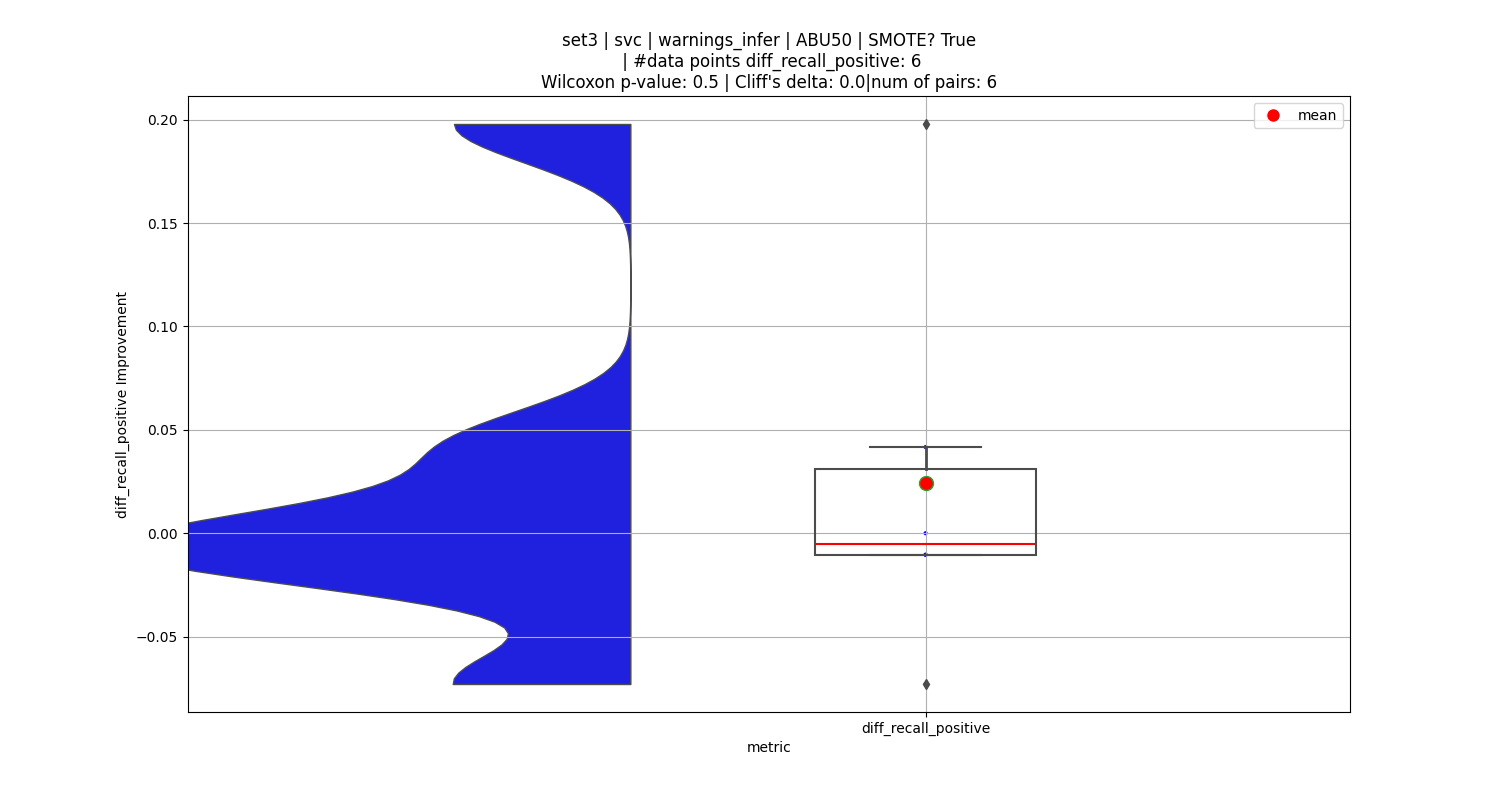 set3 | svc | warnings_infer | ABU50 | SMOTE? True
| #data points diff_recall_positive: 6
Wilcoxon p-value: 0.5 | Cliff's delta: 0.0|num of pairs: 6
mean
0.20
0.15
0.10
0.05
0.00
−0.05
diff_recall_positive Improvement
diff_recall_positive
metric